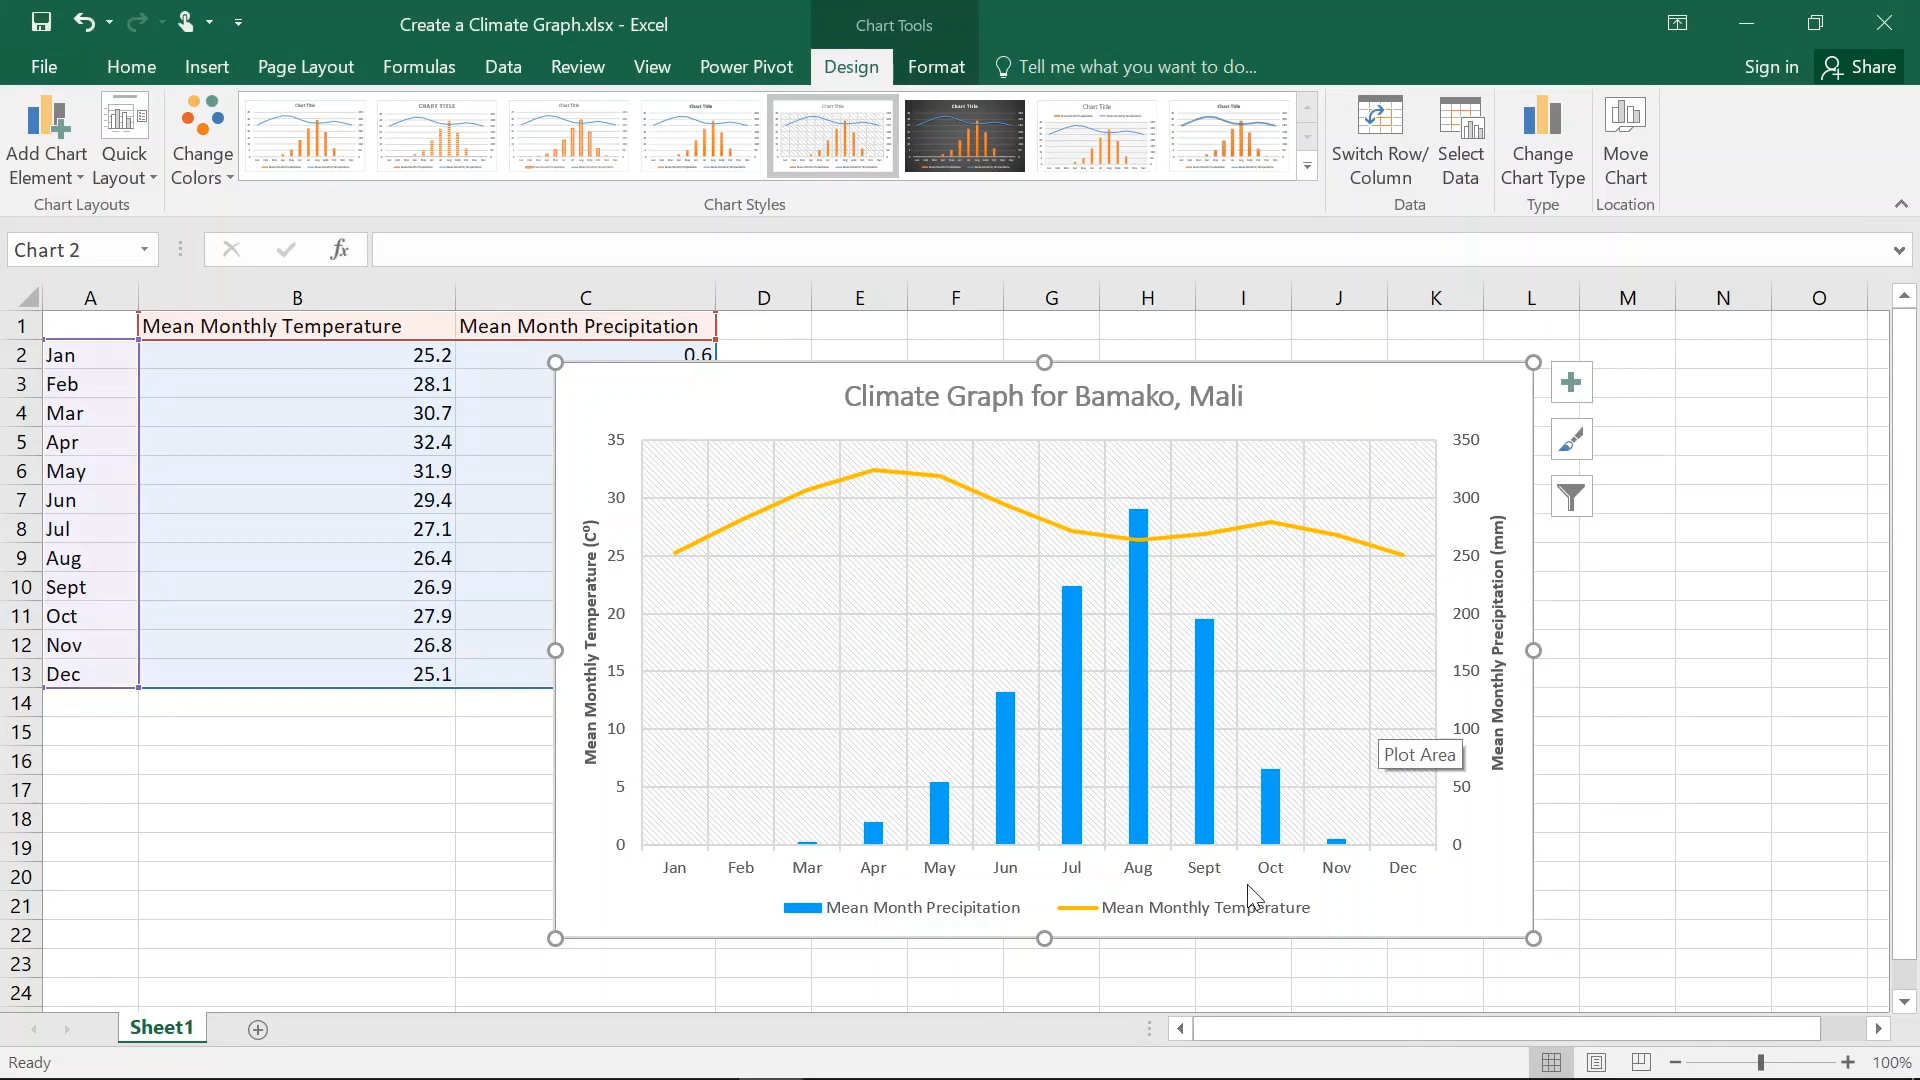 Create a Climate Graph.xlsx - Excel
Chart Tools
File Home Insert Page Layout Formulas Data Review View Power Pivot Design Format Tell me what you want to do... Sign in Share
Add Chart Element
Quick Layout
Change Colors
Switch Row/ Column
Select Data
Change Chart Type
Move Chart
Chart Layouts Chart Styles Data Type Location
Chart 2 fx
A B C D E F G H I J K L M N O
1 Mean Monthly Temperature Mean Month Precipitation
2 Jan 25.2 0.6
3 Feb 28.1
4 Mar 30.7
5 Apr 32.4
6 May 31.9
7 Jun 29.4
8 Jul 27.1
9 Aug 26.4
10 Sept 26.9
11 Oct 27.9
12 Nov 26.8
13 Dec 25.1
14
15
16
17
18
19
20
21
22
23
24
Climate Graph for Bamako, Mali
Mean Monthly Temperature (C⁰)
35
30
25
20
15
10
5
0
350
300
250
200
150
100
50
0
Mean Monthly Precipitation (mm)
Plot Area
Jan Feb Mar Apr May Jun Jul Aug Sept Oct Nov Dec
Mean Month Precipitation Mean Monthly Temperature
Sheet1
Ready 100%